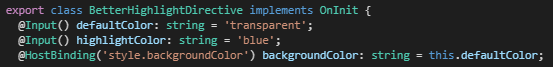 export class BetterHighlightDirective implements OnInit {
@Input() defaultColor: string = 'transparent';
@Input() highlightColor: string = 'blue';
@HostBinding('style.backgroundColor') backgroundColor: string = this.defaultColor;